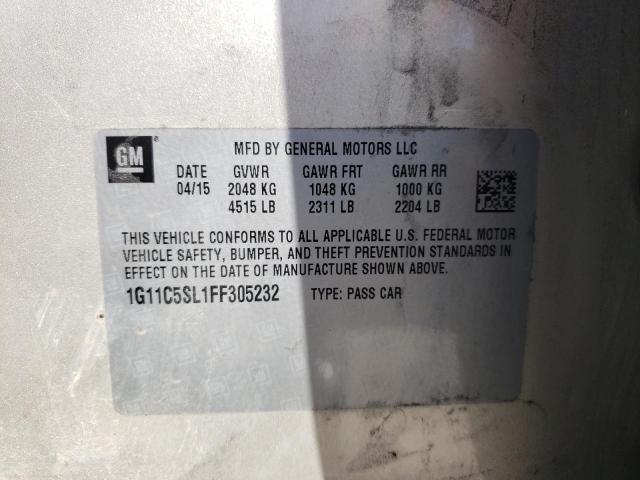 GM
MFD BY GENERAL MOTORS LLC
DATE GVWR GAWR FRT GAWR RR
04/15 2048 KG 1048 KG 1000 KG
4515 LB 2311 LB 2204 LB
THIS VEHICLE CONFORMS TO ALL APPLICABLE U.S. FEDERAL MOTOR
VEHICLE SAFETY, BUMPER, AND THEFT PREVENTION STANDARDS IN
EFFECT ON THE DATE OF MANUFACTURE SHOWN ABOVE.
1G11C5SL1FF305232 TYPE: PASS CAR